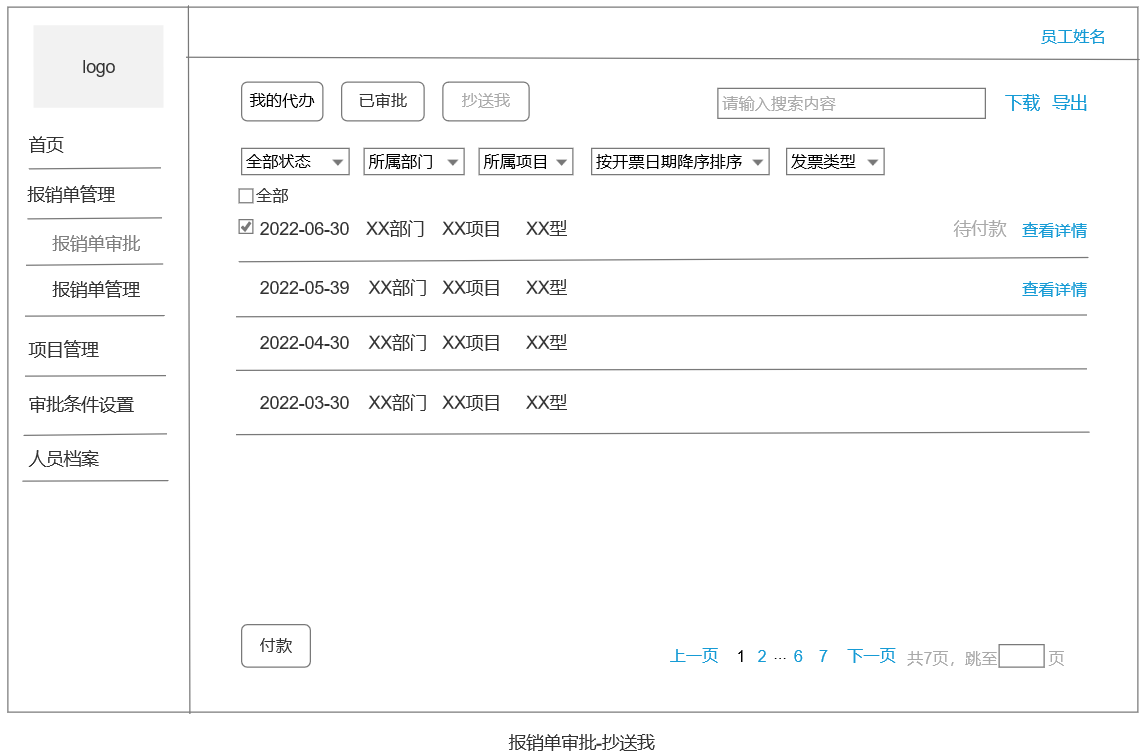 logo
员工姓名
我的代办 已审批 抄送我 请输入搜索内容 下载 导出
首页
全部状态 所属部门 所属项目 按开票日期降序排序 发票类型
报销单管理
全部
2022-06-30 XX部门 XX项目 XX型 待付款 查看详情
报销单审批
报销单管理
2022-05-39 XX部门 XX项目 XX型 查看详情
项目管理
2022-04-30 XX部门 XX项目 XX型
审批条件设置
2022-03-30 XX部门 XX项目 XX型
人员档案
付款
上一页 1 2 ... 6 7 下一页 共7页，跳至 页
报销单审批-抄送我